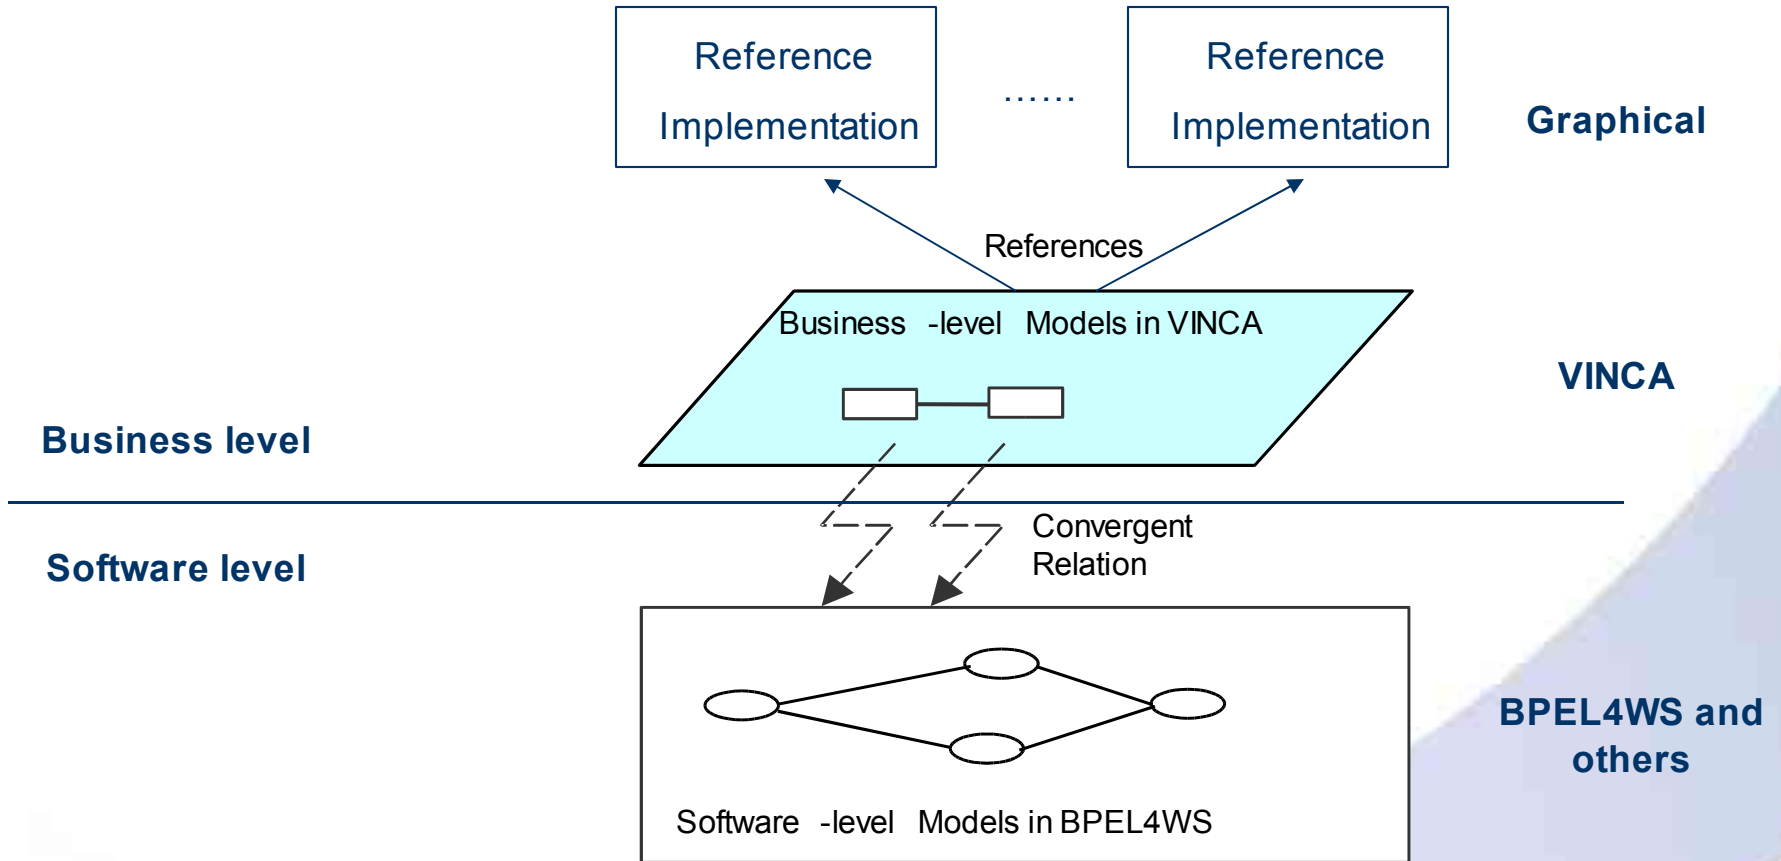 Reference
Implementation
......
Reference
Implementation
Graphical
References
Business -level Models in VINCA
VINCA
Business level
Convergent
Relation
Software level
BPEL4WS and
others
Software -level Models in BPEL4WS